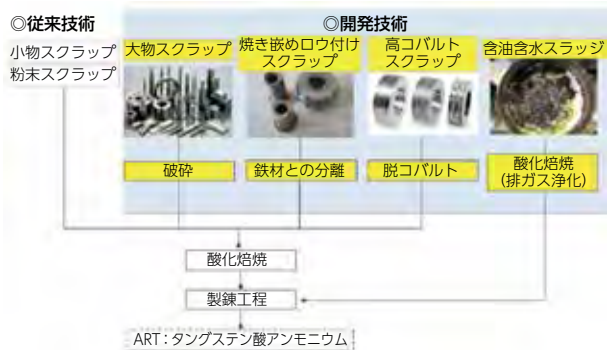 ◎従来技術
◎開発技術
小物スクラップ
粉末スクラップ
大物スクラップ
焼き嵌めロウ付け
スクラップ
高コバルト
スクラップ
含油含水スラッジ
破砕
鉄材との分離
脱コバルト
酸化焙焼
(排ガス浄化)
酸化焙焼
製錬工程
ART：タングステン酸アンモニウム